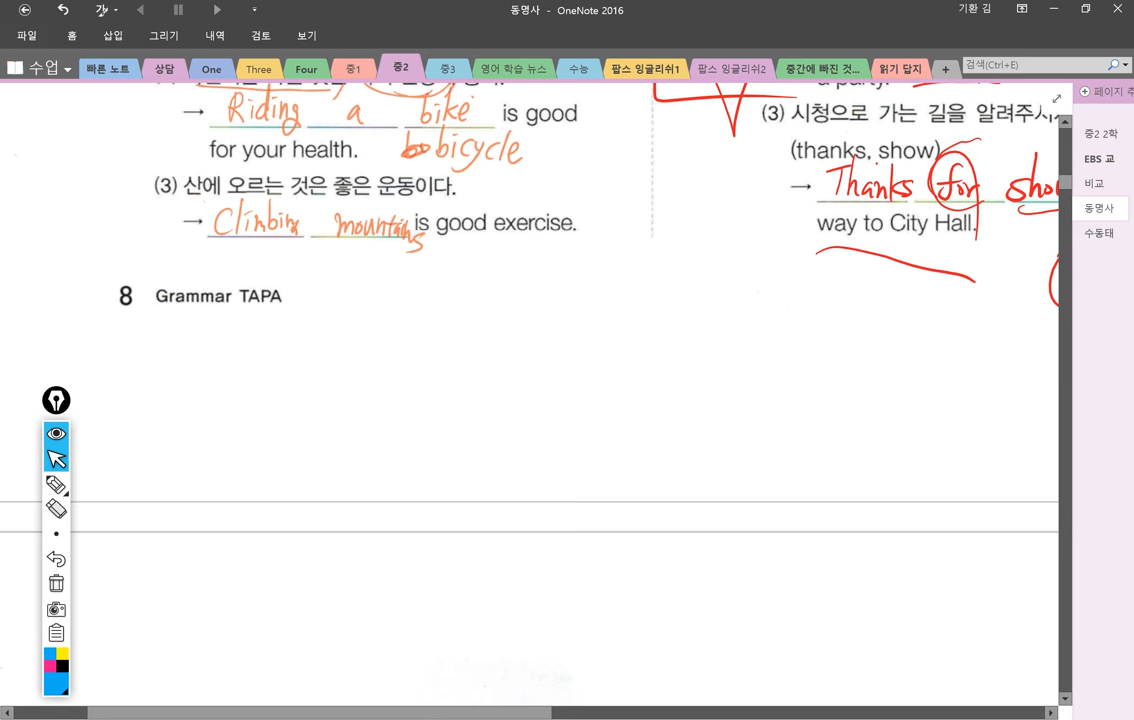 동명사 - OneNote 2016
기환 김
파일 홈 삽입 그리기 내역 검토 보기
수업 빠른 노트 상담 One Three Four 중1 중2 중3 영어 학습 뉴스 수능 팝스 잉글리쉬1 팝스 잉글리쉬2 중간에 빠진 것... 읽기 답지 + 검색(Ctrl+E)
→ Riding a bike is good
for your health. bicycle
(3) 산에 오르는 것은 좋은 운동이다.
→ Climbing mountains is good exercise.
8 Grammar TAPA
a party.
(3) 시청으로 가는 길을 알려주시
(thanks, show)
→ Thanks for sho
way to City Hall.
페이지 추
중2 2학
EBS 교
비교
동명사
수동태